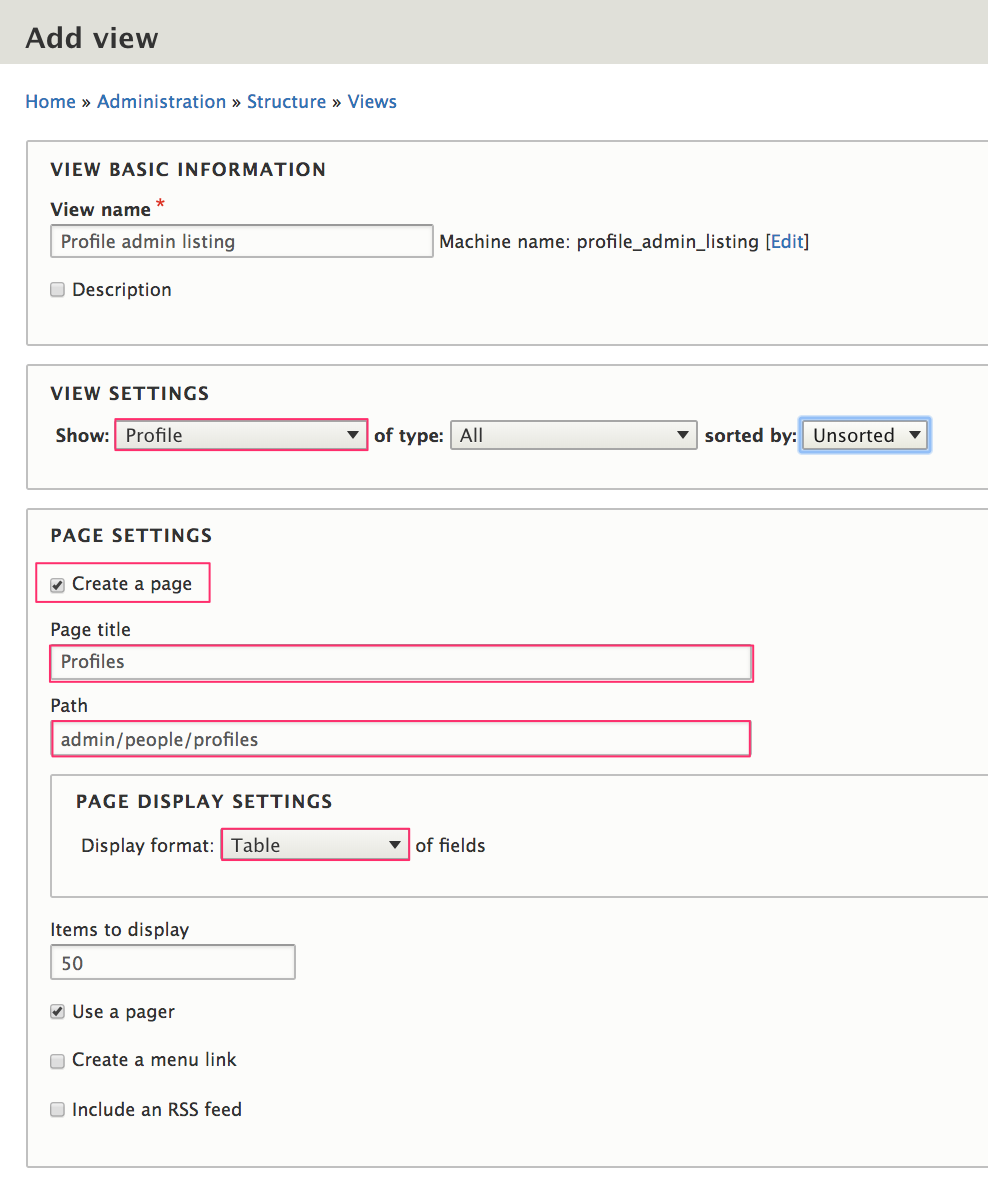 Add view
Home » Administration » Structure » Views
VIEW BASIC INFORMATION
View name *
Profile admin listing Machine name: profile_admin_listing [Edit]
Description
VIEW SETTINGS
Show: Profile of type: All sorted by: Unsorted
PAGE SETTINGS
Create a page
Page title
Profiles
Path
admin/people/profiles
PAGE DISPLAY SETTINGS
Display format: Table of fields
Items to display
50
Use a pager
Create a menu link
Include an RSS feed